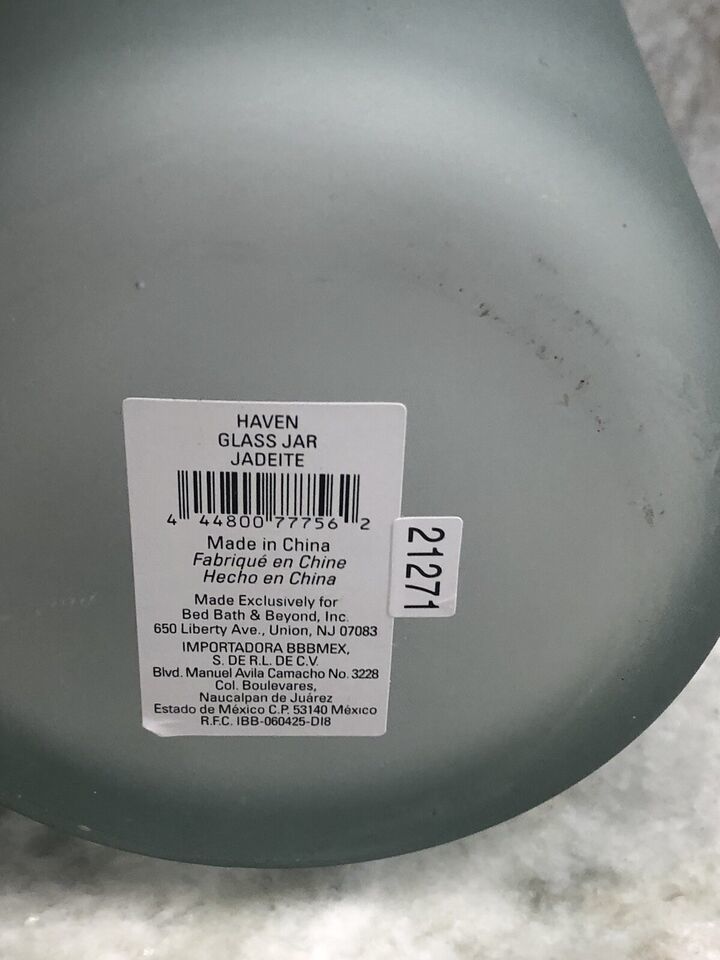 HAVEN
GLASS JAR
JADEITE
4 44800 77756 2
Made in China
Fabriqué en Chine
Hecho en China
Made Exclusively for
Bed Bath & Beyond, Inc.
650 Liberty Ave., Union, NJ 07083
IMPORTADORA BBBMEX,
S. DE R.L. DE C.V.
Blvd. Manuel Avila Camacho No. 3228
Col. Boulevares,
Naucalpan de Juárez
Estado de México C.P. 53140 México
R.F.C. IBB-060425-DI8
21271